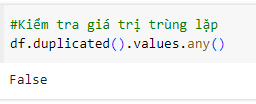 #Kiểm tra giá trị trùng lặp
df.duplicated().values.any()
False